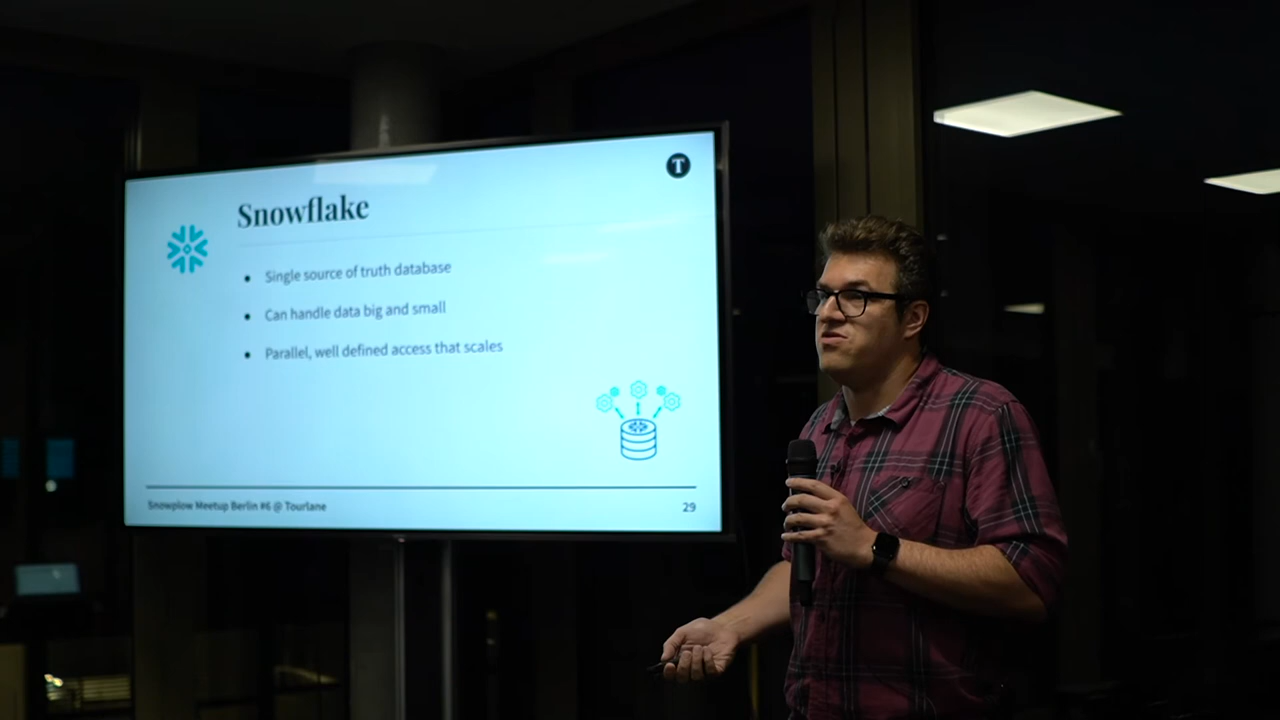 T
Snowflake
Single source of truth database
Can handle data big and small
Parallel, well defined access that scales
Snowplow Meetup Berlin #6 @ Tourlane
29